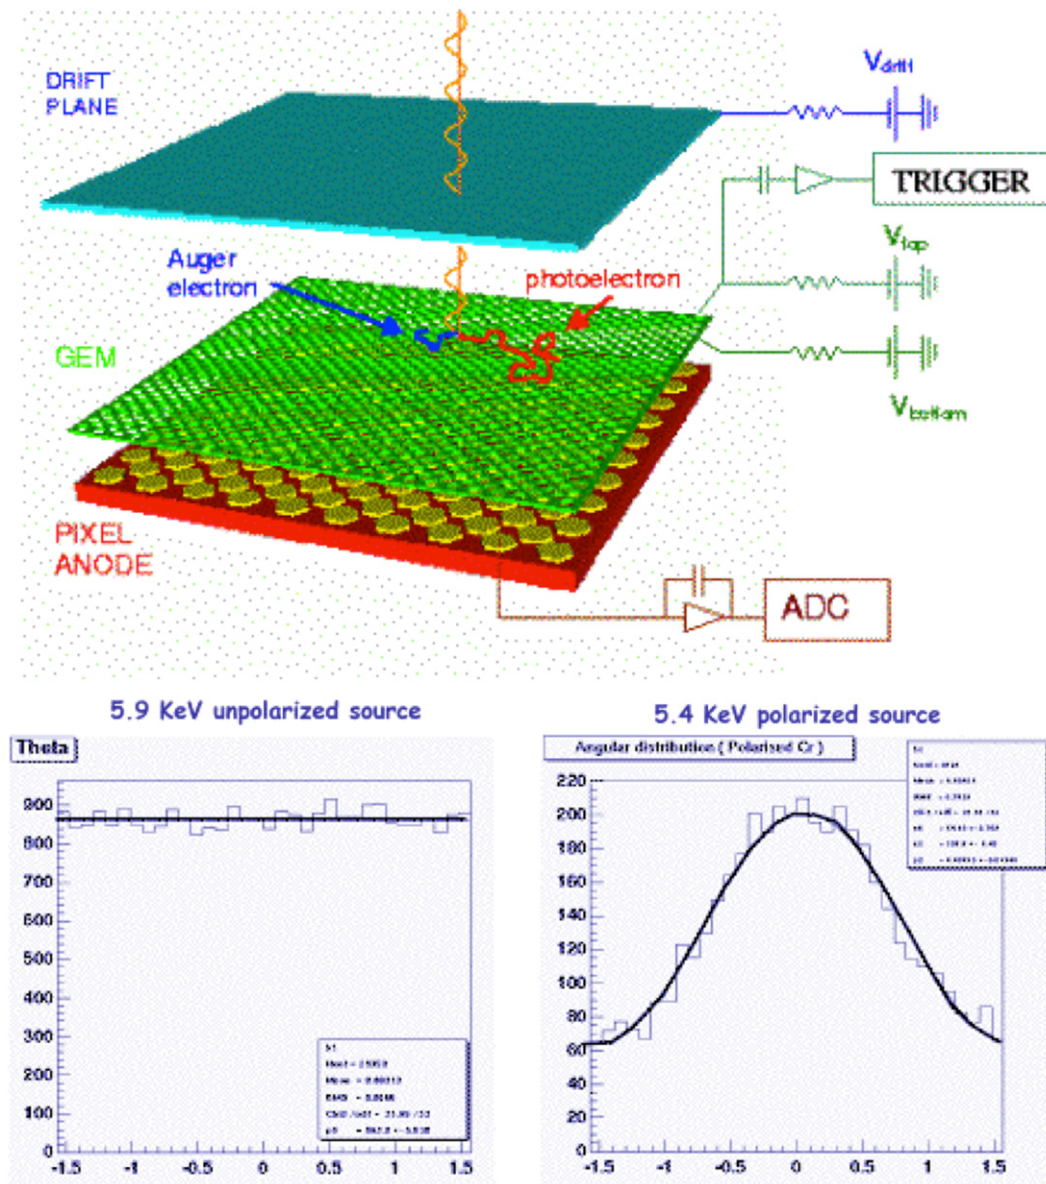 DRIFT
PLANE
Vdrift
TRIGGER
Vtop
Auger
electron
photoelectron
GEM
Vbottom
PIXEL
ANODE
ADC
5.9 KeV unpolarized source
5.4 KeV polarized source
Theta
Angular distribution ( Polarised Cr )
900
800
700
600
500
400
300
200
100
0
-1.5
-1
-0.5
0
0.5
1
1.5
220
200
180
160
140
120
100
80
60
40
20
0
-1.5
-1
-0.5
0
0.5
1
1.5